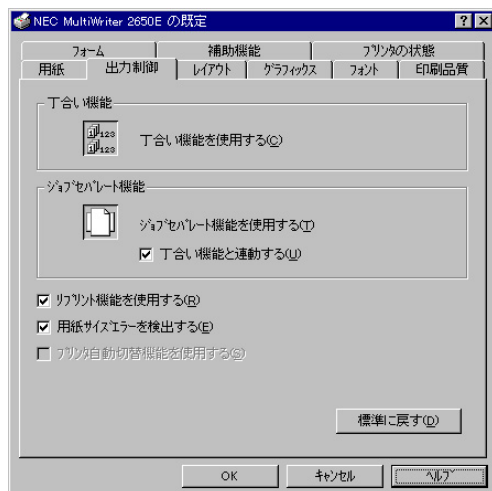 NEC MultiWriter 2650E の既定
フォーム 補助機能 プリンタの状態
用紙 出力制御 レイアウト グラフィックス フォント 印刷品質
丁合い機能
丁合い機能を使用する(C)
ジョブセパレート機能
ジョブセパレート機能を使用する(T)
丁合い機能と連動する(U)
リプリント機能を使用する(R)
用紙サイズエラーを検出する(E)
プリンタ自動切替機能を使用する(S)
標準に戻す(D)
OK キャンセル ヘルプ